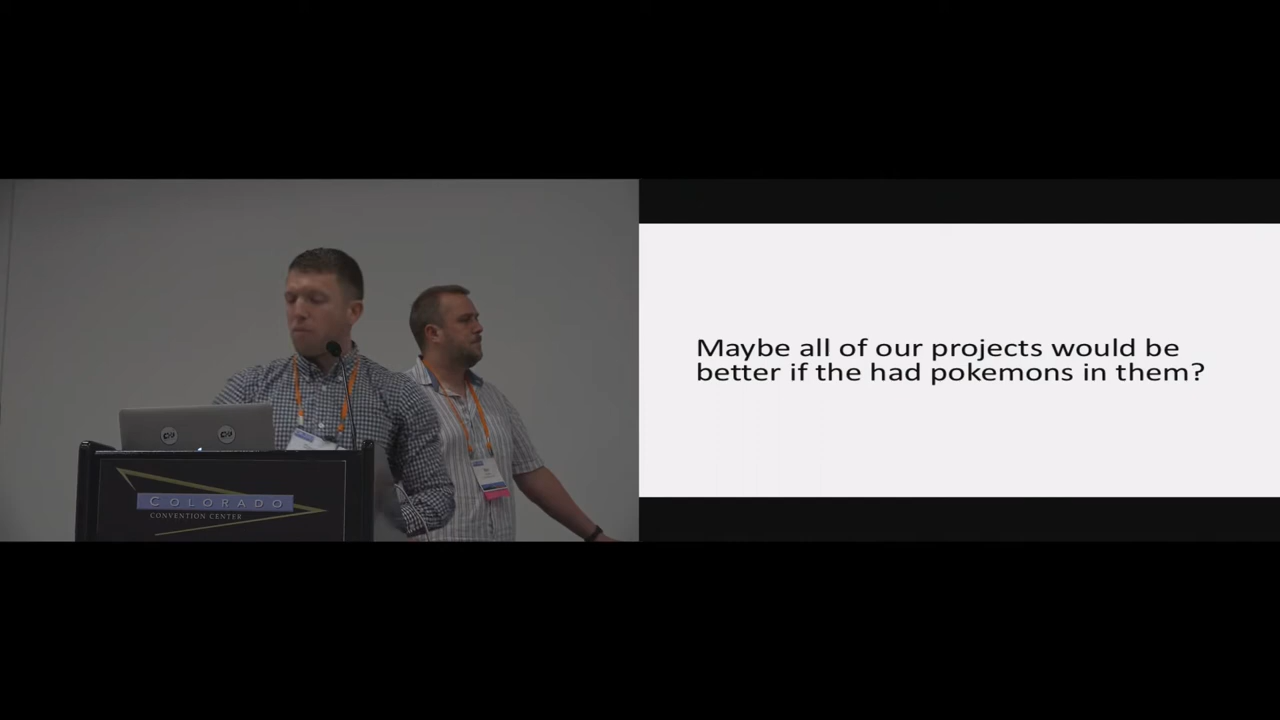 COLORADO
CONVENTION CENTER
Maybe all of our projects would be
better if the had pokemons in them?